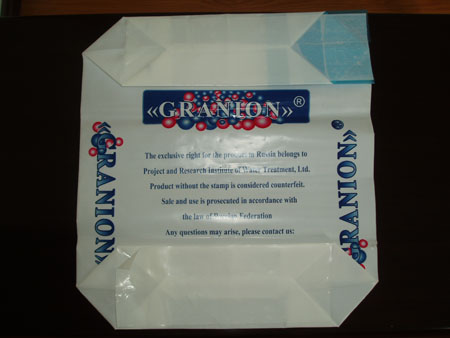 «GRANION»®
«GRANION»
«GRANION»®
The exclusive right for the process in Russia belongs to
Project and Research Institute of Water Treatment, Ltd.
Product without the stamp is considered counterfeit.
Sale and use is prosecuted in accordance with
the law of Russian Federation
Any questions may arise, please contact us: